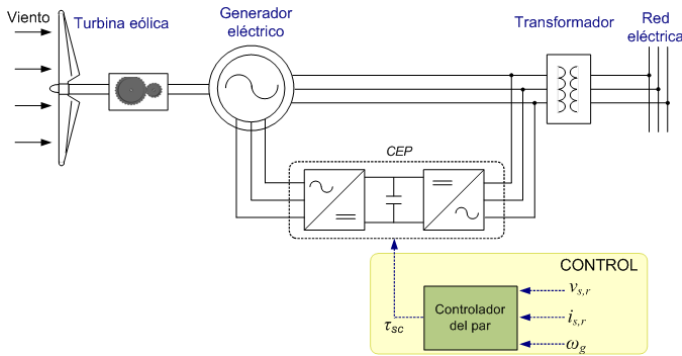 Viento
Turbina eólica
Generador
eléctrico
Transformador
Red
eléctrica
CEP
CONTROL
Controlador
del par
τsc
vs,r
is,r
ωg